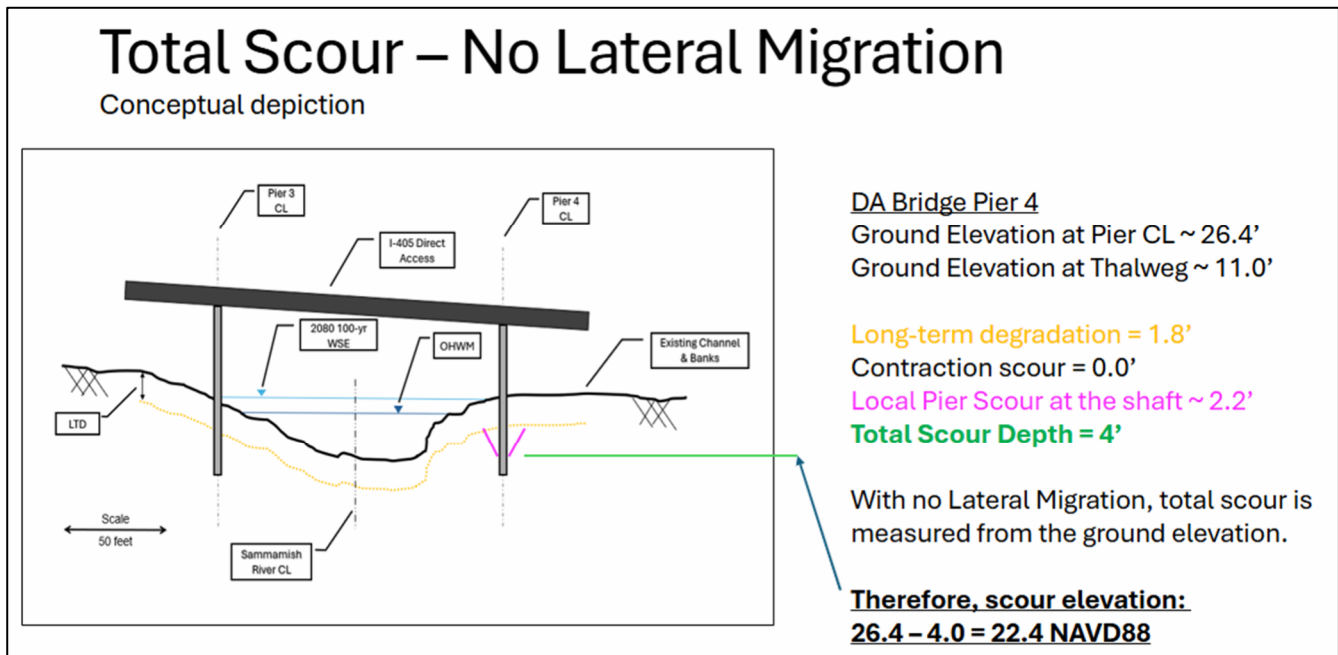 Total Scour – No Lateral Migration
Conceptual depiction
Pier 3
CL
Pier 4
CL
I-405 Direct
Access
2080 100-yr
WSE
OHWM
Existing Channel
& Banks
LTD
Scale
50 feet
Sammamish
River CL
DA Bridge Pier 4
Ground Elevation at Pier CL ~ 26.4’
Ground Elevation at Thalweg ~ 11.0’
Long-term degradation = 1.8’
Contraction scour = 0.0’
Local Pier Scour at the shaft ~ 2.2’
Total Scour Depth = 4’
With no Lateral Migration, total scour is
measured from the ground elevation.
Therefore, scour elevation:
26.4 – 4.0 = 22.4 NAVD88